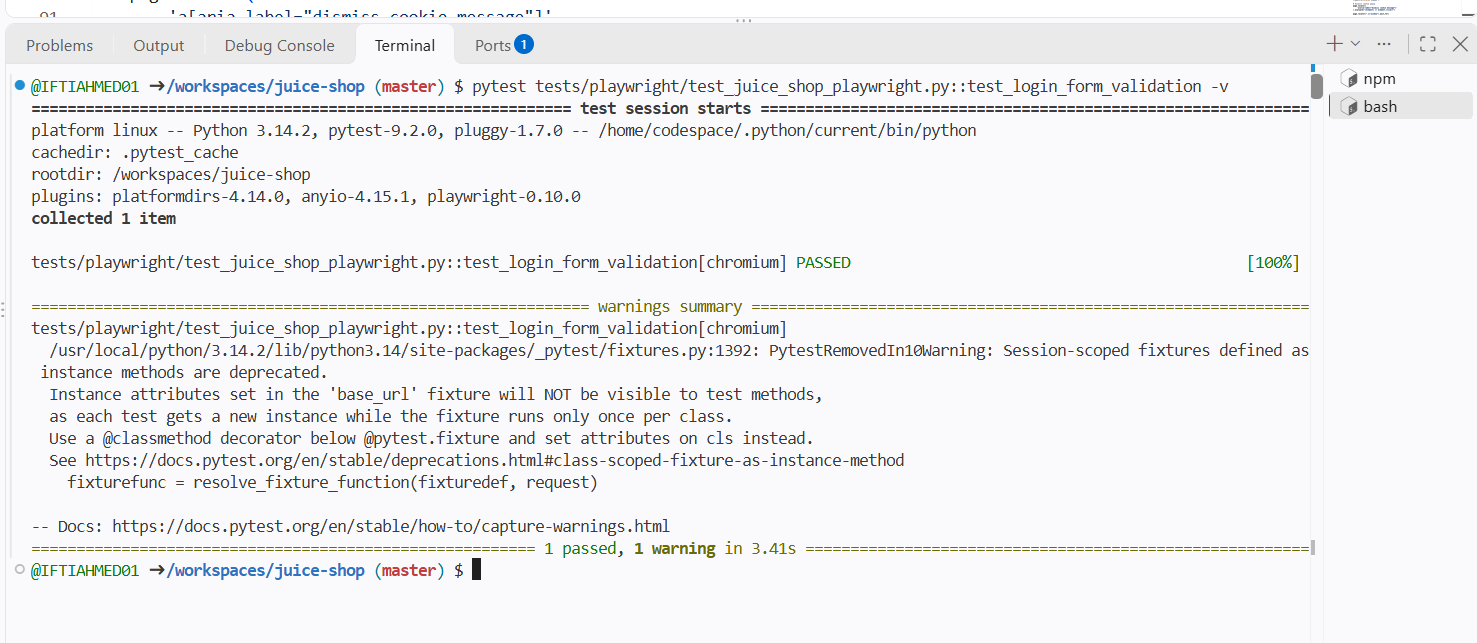 91 'a[aria-label="dismiss cookie message"]'
Problems Output Debug Console Terminal Ports 1
npm
bash
@IFTIAHMED01 ➔/workspaces/juice-shop (master) $ pytest tests/playwright/test_juice_shop_playwright.py::test_login_form_validation -v
============================================================ test session starts =============================================================
platform linux -- Python 3.14.2, pytest-9.2.0, pluggy-1.7.0 -- /home/codespace/.python/current/bin/python
cachedir: .pytest_cache
rootdir: /workspaces/juice-shop
plugins: platformdirs-4.14.0, anyio-4.15.1, playwright-0.10.0
collected 1 item
tests/playwright/test_juice_shop_playwright.py::test_login_form_validation[chromium] PASSED [100%]
============================================================== warnings summary ==============================================================
tests/playwright/test_juice_shop_playwright.py::test_login_form_validation[chromium]
/usr/local/python/3.14.2/lib/python3.14/site-packages/_pytest/fixtures.py:1392: PytestRemovedIn10Warning: Session-scoped fixtures defined as
instance methods are deprecated.
Instance attributes set in the 'base_url' fixture will NOT be visible to test methods,
as each test gets a new instance while the fixture runs only once per class.
Use a @classmethod decorator below @pytest.fixture and set attributes on cls instead.
See https://docs.pytest.org/en/stable/deprecations.html#class-scoped-fixture-as-instance-method
fixturefunc = resolve_fixture_function(fixturedef, request)
-- Docs: https://docs.pytest.org/en/stable/how-to/capture-warnings.html
======================================================== 1 passed, 1 warning in 3.41s ========================================================
@IFTIAHMED01 ➔/workspaces/juice-shop (master) $